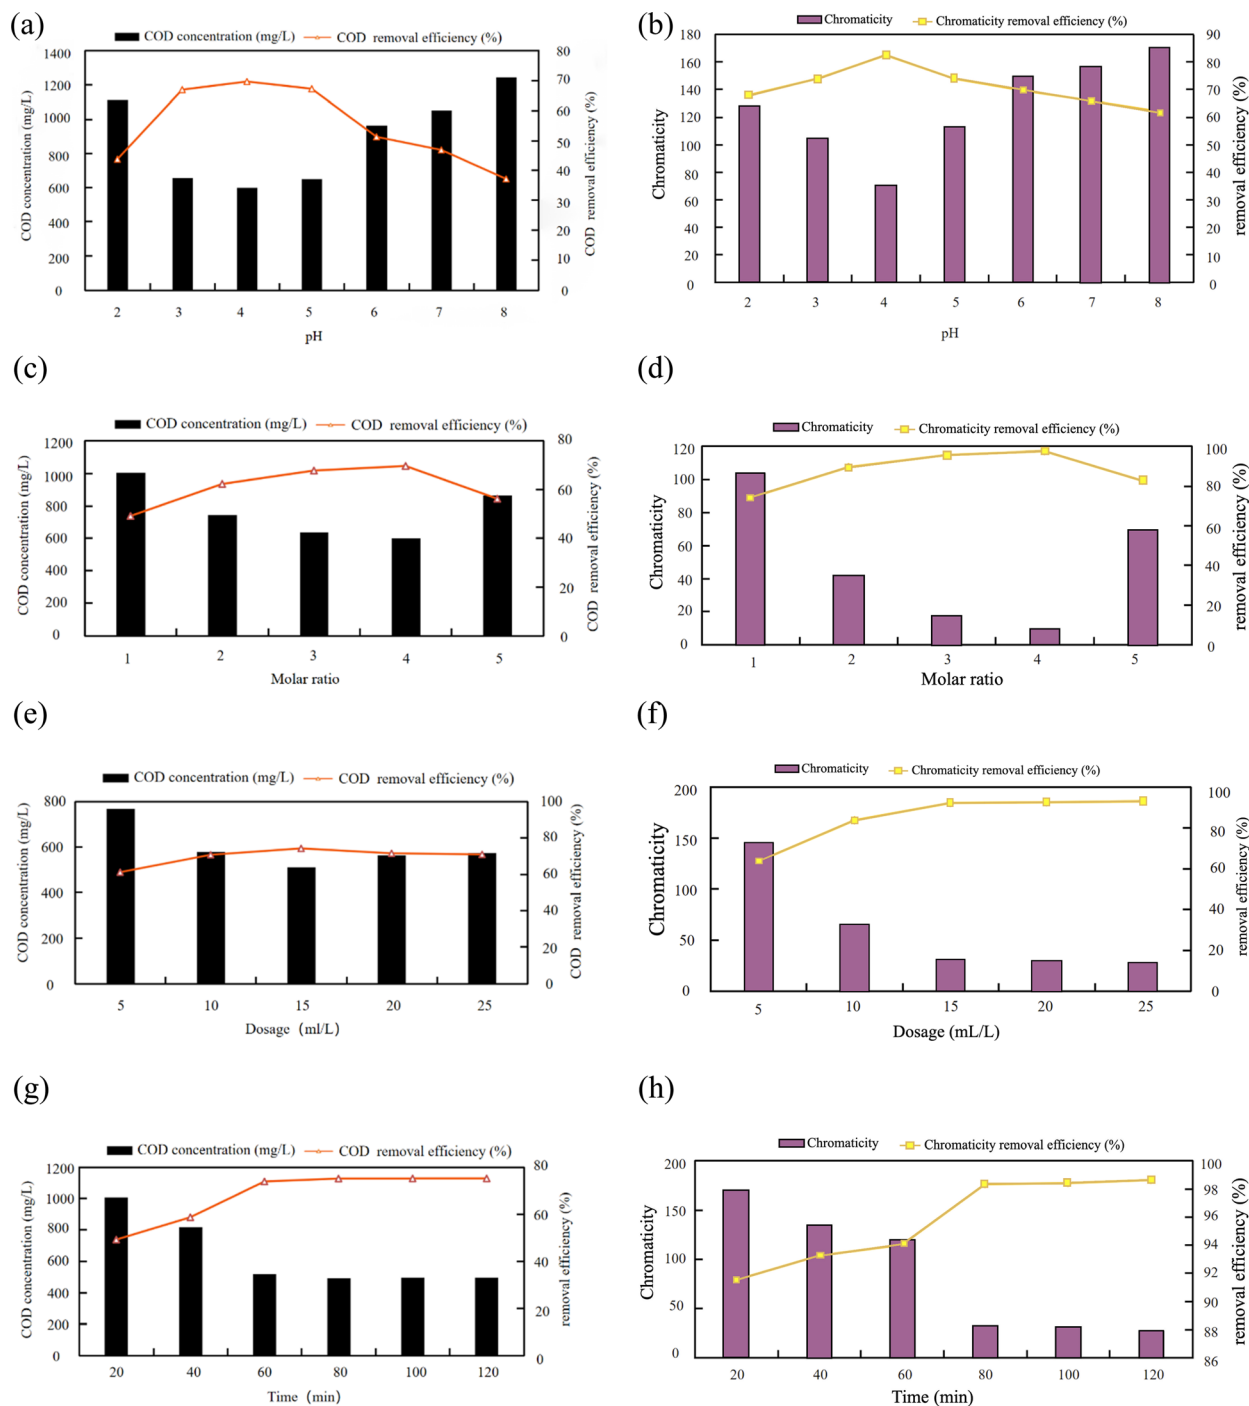 (a)
COD concentration (mg/L) COD removal efficiency (%)
COD concentration (mg/L)
1400
1200
1000
800
600
400
200
0
80
70
60
50
40
30
20
10
0
COD removal efficiency (%)
2 3 4 5 6 7 8
pH
(b)
Chromaticity Chromaticity removal efficiency (%)
Chromaticity
180
160
140
120
100
80
60
40
20
0
90
80
70
60
50
40
30
20
10
0
removal efficiency (%)
2 3 4 5 6 7 8
pH
(c)
COD concentration (mg/L) COD removal efficiency (%)
COD concentration (mg/L)
1200
1000
800
600
400
200
0
80
60
40
20
0
COD removal efficiency (%)
1 2 3 4 5
Molar ratio
(d)
Chromaticity Chromaticity removal efficiency (%)
Chromaticity
120
100
80
60
40
20
0
100
80
60
40
20
0
removal efficiency (%)
1 2 3 4 5
Molar ratio
(e)
COD concentration (mg/L) COD removal efficiency (%)
COD concentration (mg/L)
800
600
400
200
0
100
80
60
40
20
0
COD removal efficiency (%)
5 10 15 20 25
Dosage (ml/L)
(f)
Chromaticity Chromaticity removal efficiency (%)
Chromaticity
200
150
100
50
0
100
80
60
40
20
0
removal efficiency (%)
5 10 15 20 25
Dosage (mL/L)
(g)
COD concentration (mg/L) COD removal efficiency (%)
COD concentration (mg/L)
1200
1000
800
600
400
200
0
80
60
40
20
0
removal efficiency (%)
20 40 60 80 100 120
Time (min)
(h)
Chromaticity Chromaticity removal efficiency (%)
Chromaticity
200
150
100
50
0
100
98
96
94
92
90
88
86
removal efficiency (%)
20 40 60 80 100 120
Time (min)